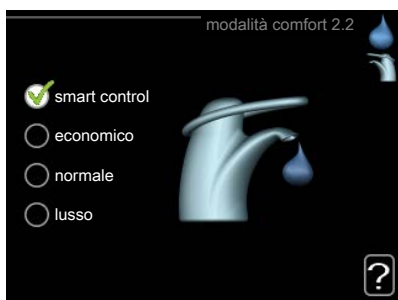 modalità comfort 2.2
smart control
economico
normale
lusso
?